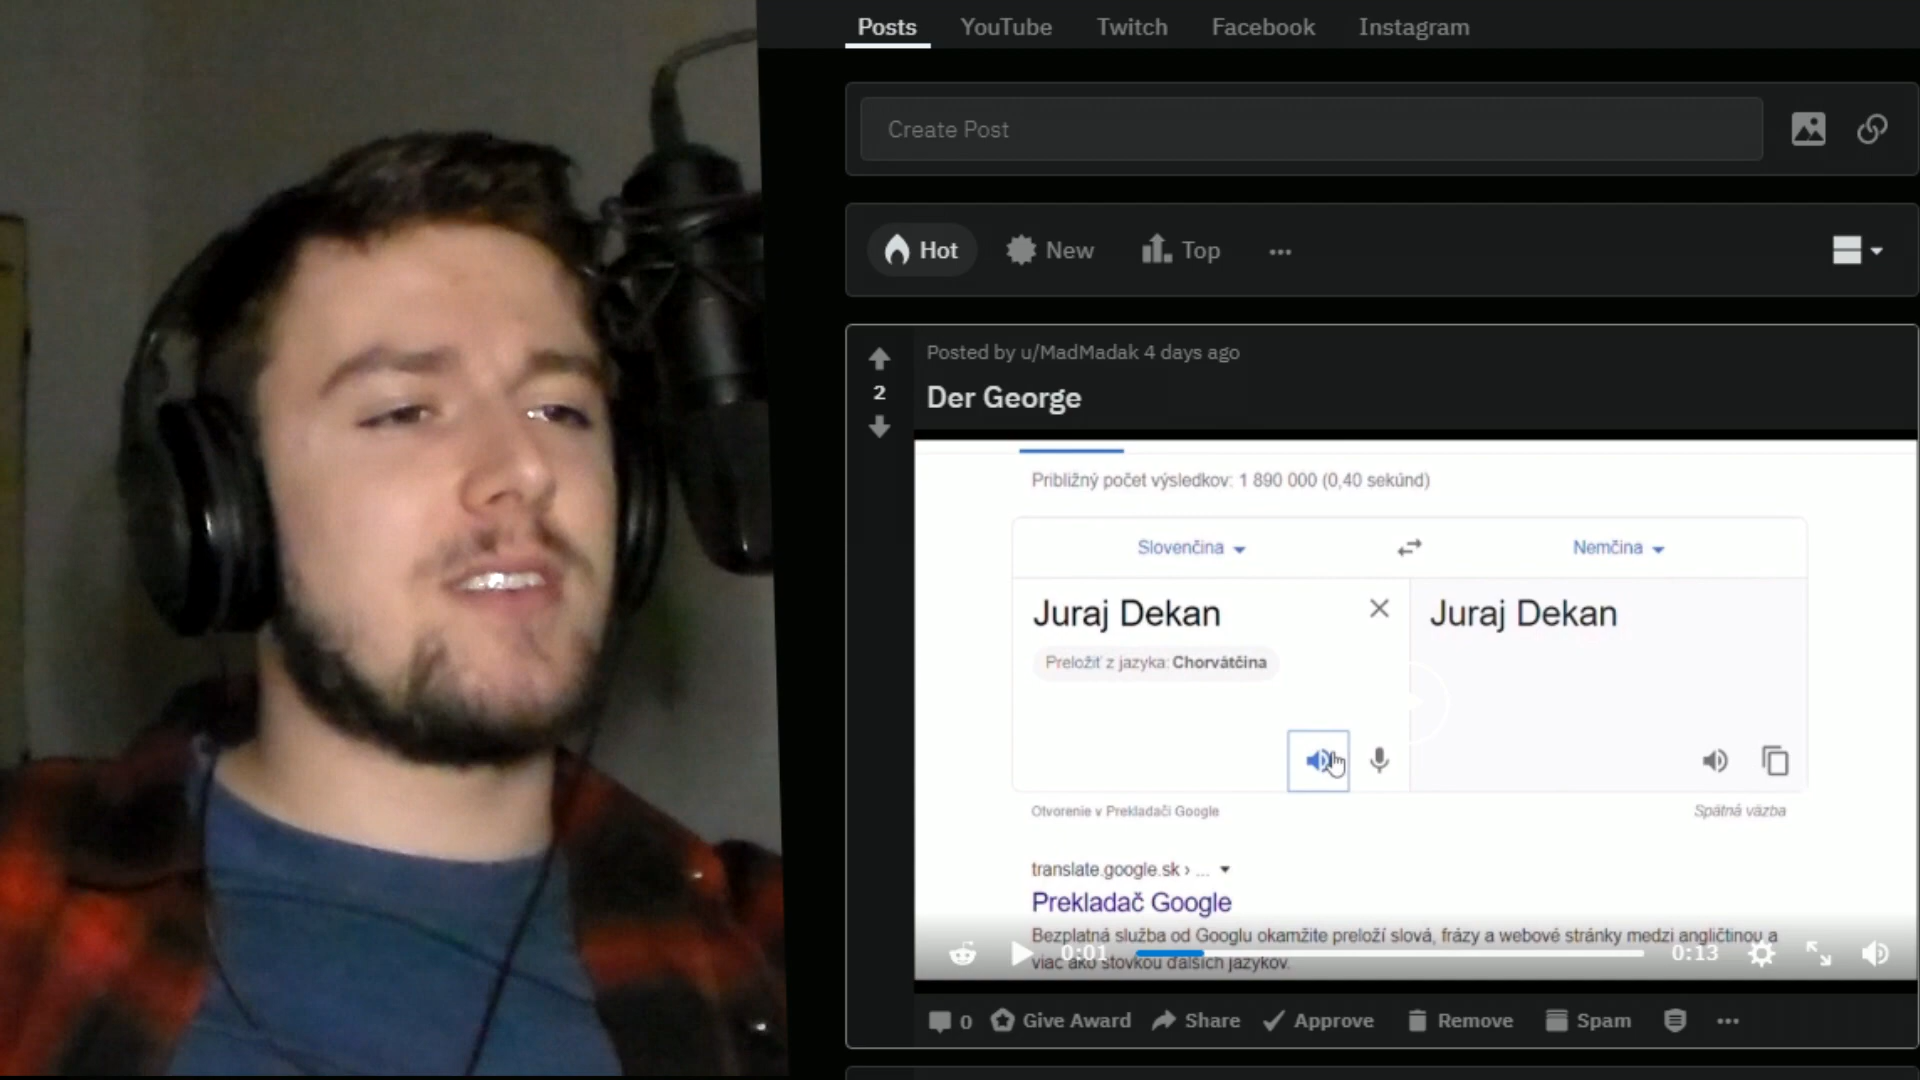 Posts YouTube Twitch Facebook Instagram
Create Post
Hot New Top
Posted by u/MadMadak 4 days ago
2
Der George
Približný počet výsledkov: 1 890 000 (0,40 sekúnd)
Slovenčina Nemčina
Juraj Dekan Juraj Dekan
Preložiť z jazyka: Chorvátčina
Otvorenie v Prekladači Google Spätná väzba
translate.google.sk › ...
Prekladač Google
Bezplatná služba od Googlu okamžite preloží slová, frázy a webové stránky medzi angličtinou a
0:01 0:13
viac ako stovkou ďalších jazykov.
0 Give Award Share Approve Remove Spam